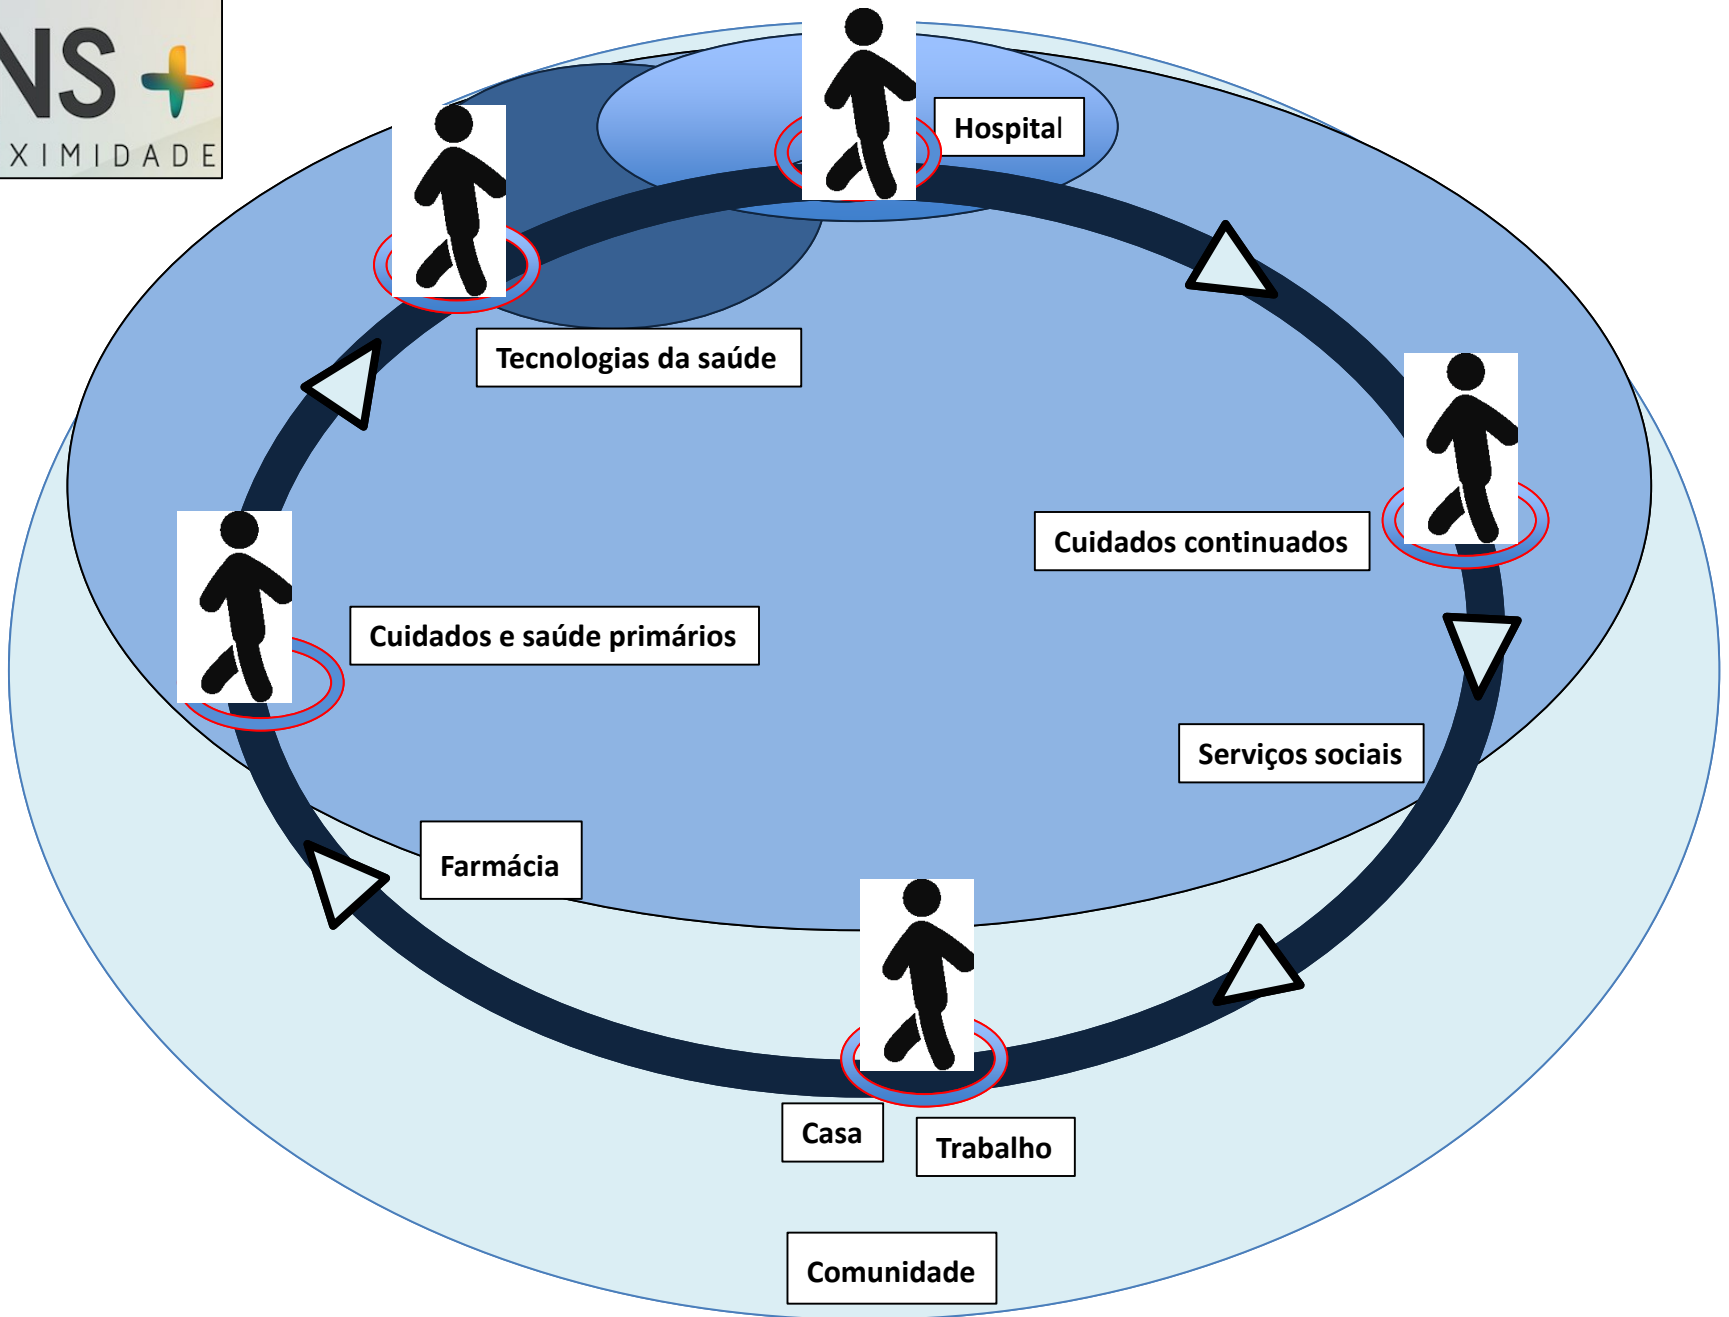 NS +
XIMIDADE
Hospital
Tecnologias da saúde
Cuidados continuados
Cuidados e saúde primários
Serviços sociais
Farmácia
Casa
Trabalho
Comunidade